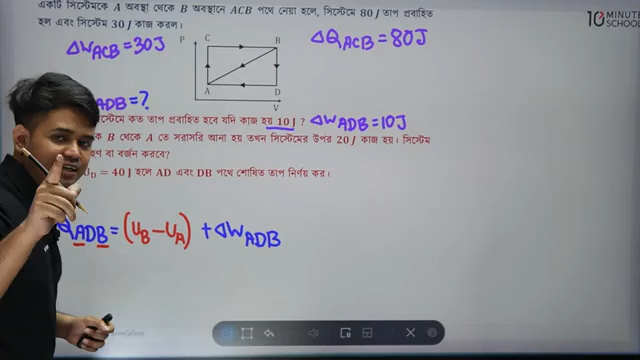 একটি সিস্টেমকে A অবস্থা থেকে B অবস্থানে ACB পথে নেয়া হলে, সিস্টেমে 80 J তাপ প্রবাহিত
হল এবং সিস্টেম 30 J কাজ করল।
10 MINUTE SCHOOL
ΔW_ACB = 30J
ΔQ_ACB = 80J
P C B
A D
V
ADB = ?
সিস্টেমে কত তাপ প্রবাহিত হবে যদি কাজ হয় 10 J ?
ΔW_ADB = 10J
ক B থেকে A তে সরাসরি আনা হয় তখন সিস্টেমের উপর 20 J কাজ হয়। সিস্টেম
বা বর্জন করবে?
U_D = 40 J হলে AD এবং DB পথে শোষিত তাপ নির্ণয় কর।
Q_ADB = (U_B − U_A) + ΔW_ADB